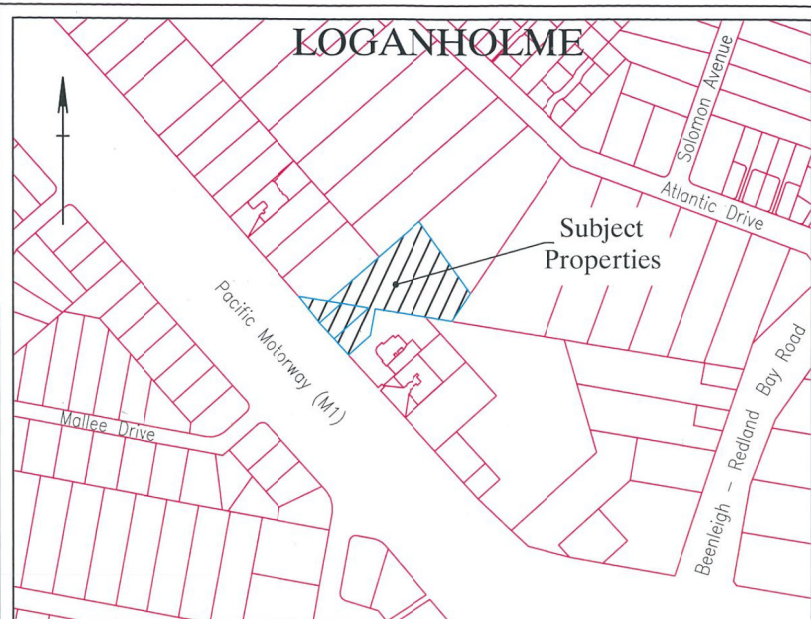 LOGANHOLME
Solomon Avenue
Atlantic Drive
Subject
Properties
Pacific Motorway (M1)
Mallee Drive
Beenleigh - Redland Bay Road